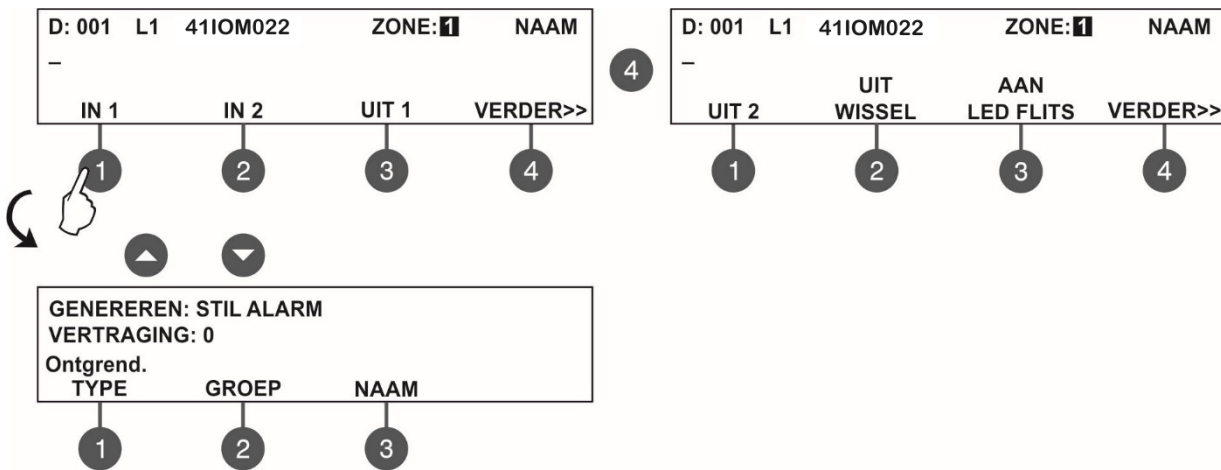 D: 001 L1 41IOM022 ZONE:1 NAAM
_
IN 1 IN 2 UIT 1 VERDER>>
1 2 3 4
4
D: 001 L1 41IOM022 ZONE:1 NAAM
_
UIT AAN
UIT 2 WISSEL LED FLITS VERDER>>
1 2 3 4
GENEREREN: STIL ALARM
VERTRAGING: 0
Ontgrend.
TYPE GROEP NAAM
1 2 3